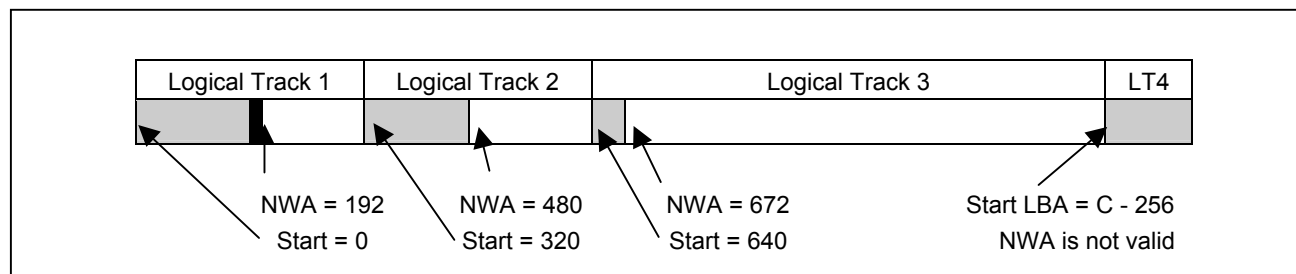 Logical Track 1 Logical Track 2 Logical Track 3 LT4
NWA = 192 NWA = 480 NWA = 672 Start LBA = C - 256
Start = 0 Start = 320 Start = 640 NWA is not valid